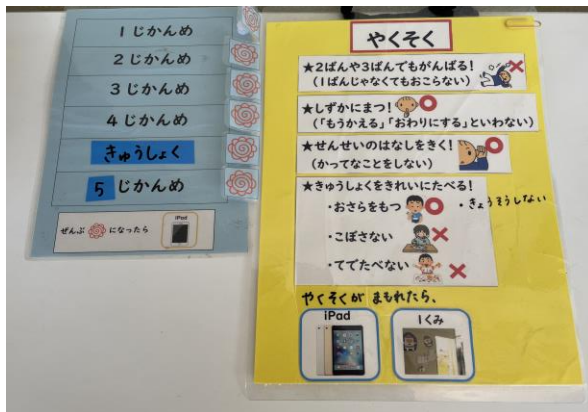 1じかんめ
2じかんめ
3じかんめ
4じかんめ
きゅうしょく
5じかんめ
ぜんぶ になったら
iPad
やくそく
★2ばんや3ばんでもがんばる!
(1ばんじゃなくてもおこらない)
★しずかにまつ!
(「もうかえる」「おわりにする」といわない)
★せんせいのはなしをきく!
(かってなことをしない)
★きゅうしょくをきれいにたべる!
・おさらをもつ ・きょうそうしない
・こぼさない
・てでたべない
やくそくが まもれたら、
iPad
1くみ